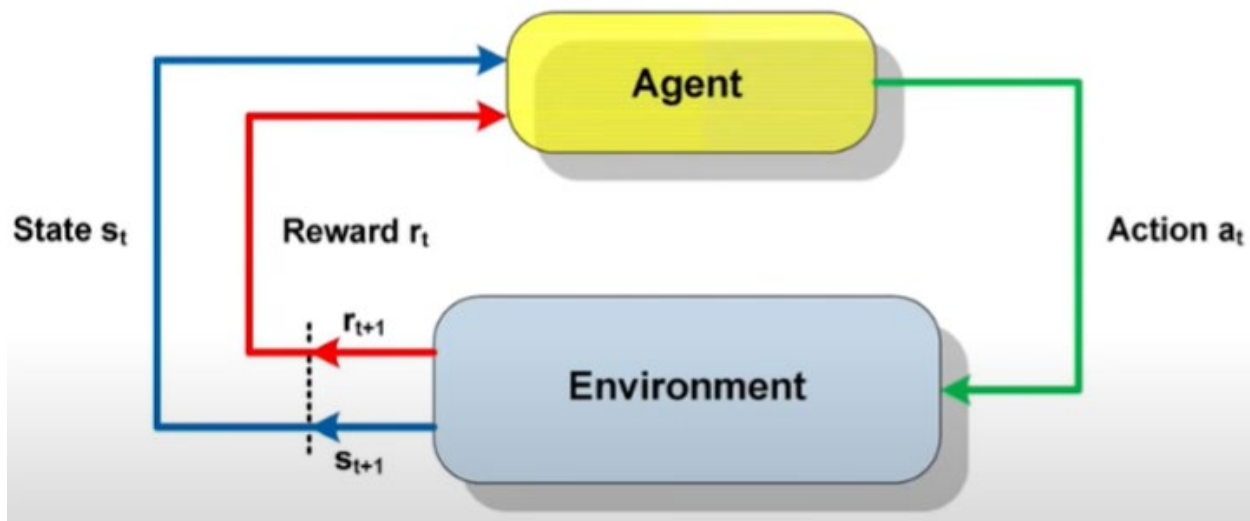 Agent
State sₜ
Reward rₜ
Action aₜ
rₜ₊₁
Environment
sₜ₊₁